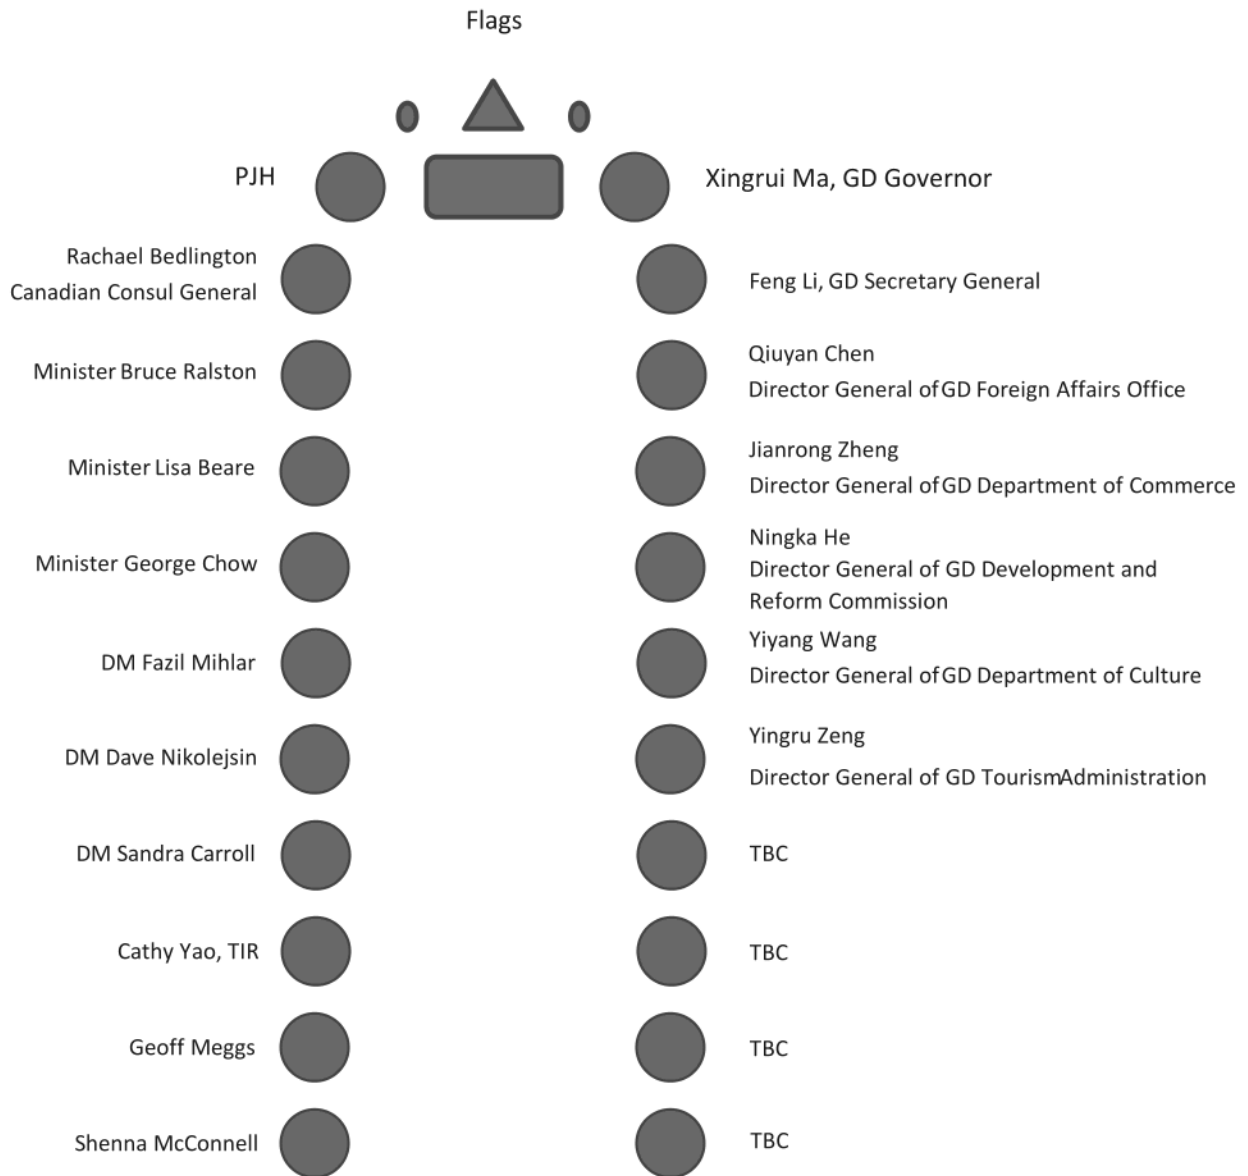 Flags
PJH
Xingrui Ma, GD Governor
Rachael Bedlington
Canadian Consul General
Feng Li, GD Secretary General
Minister Bruce Ralston
Qiuyan Chen
Director General of GD Foreign Affairs Office
Minister Lisa Beare
Jianrong Zheng
Director General of GD Department of Commerce
Minister George Chow
Ningka He
Director General of GD Development and
Reform Commission
DM Fazil Mihlar
Yiyang Wang
Director General of GD Department of Culture
DM Dave Nikolejsin
Yingru Zeng
Director General of GD Tourism Administration
DM Sandra Carroll
TBC
Cathy Yao, TIR
TBC
Geoff Meggs
TBC
Shenna McConnell
TBC